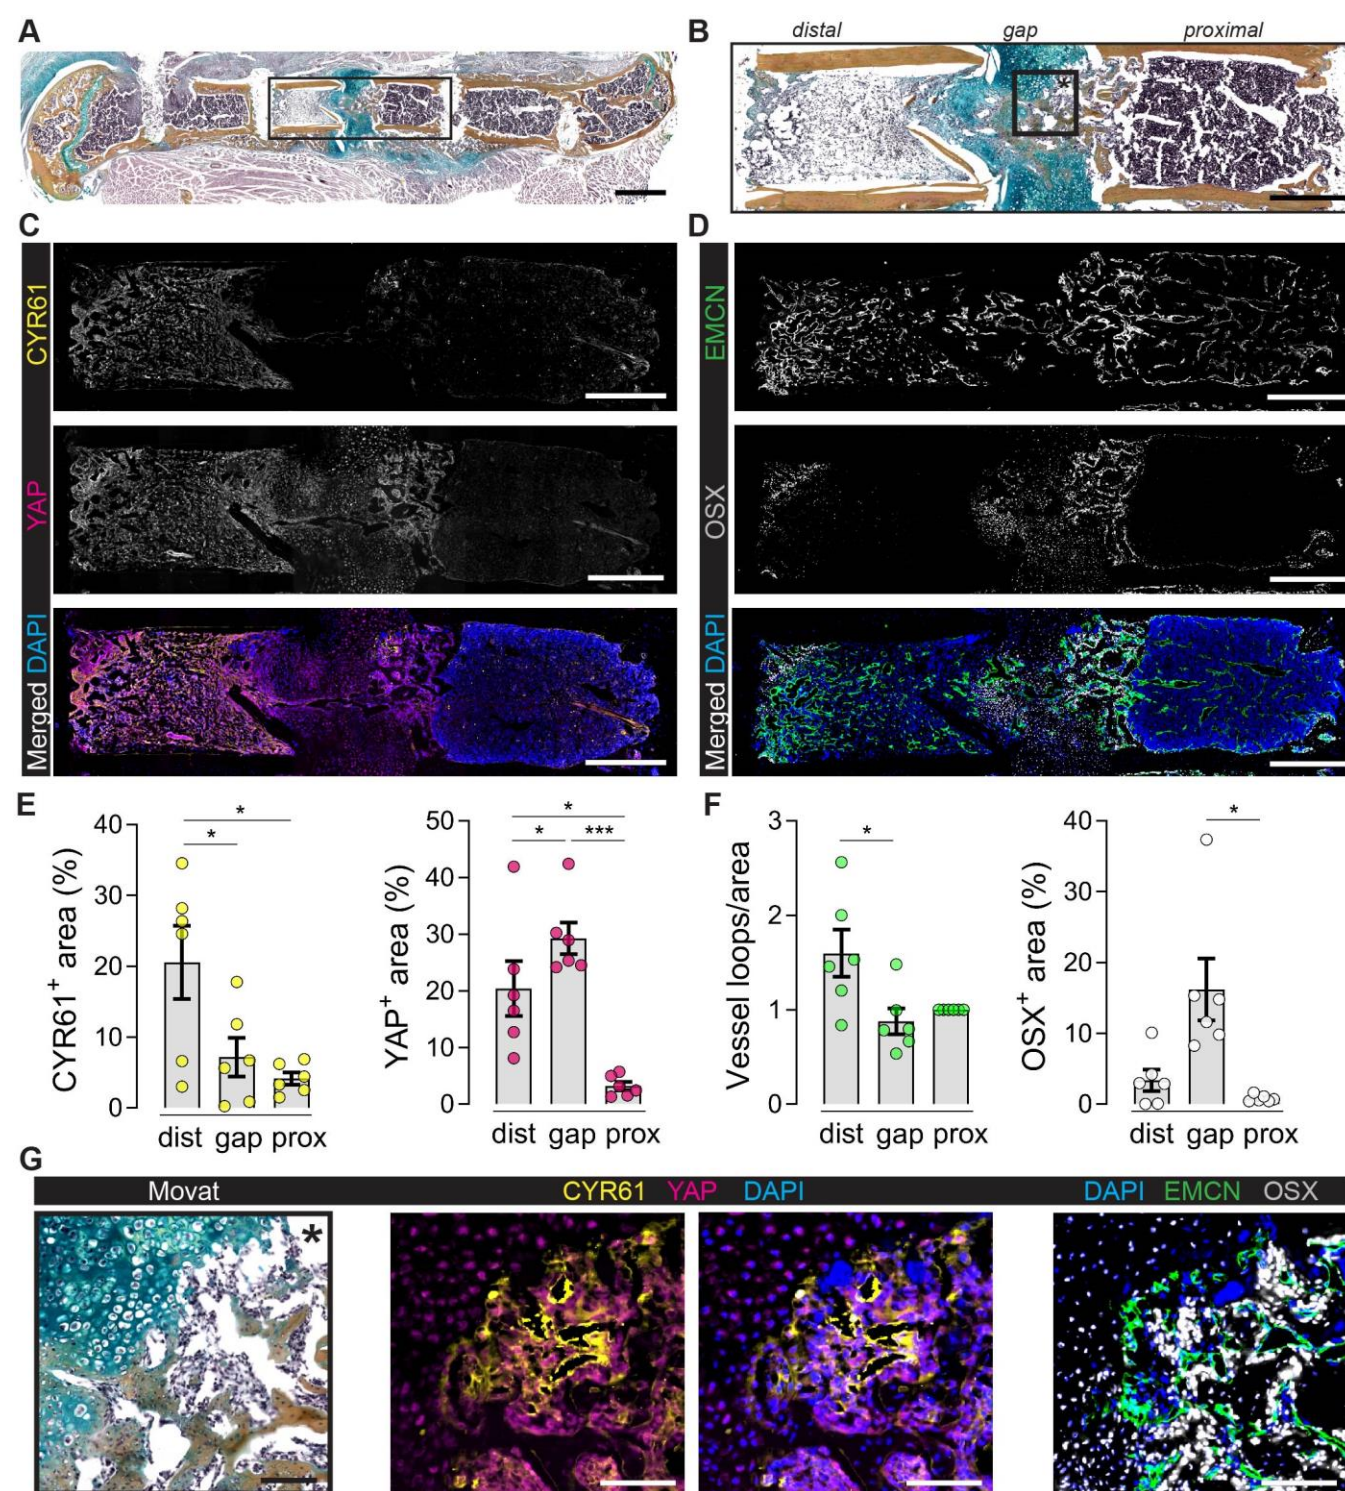 A
B
distal gap proximal
*
C
D
CYR61
YAP
Merged DAPI
EMCN
OSX
Merged DAPI
E
CYR61+ area (%)
40
30
20
10
0
*
*
dist gap prox
YAP+ area (%)
50
40
30
20
10
0
*
* ***
dist gap prox
F
Vessel loops/area
3
2
1
0
*
dist gap prox
OSX+ area (%)
40
30
20
10
0
*
dist gap prox
G
Movat
CYR61 YAP DAPI
DAPI EMCN OSX
*